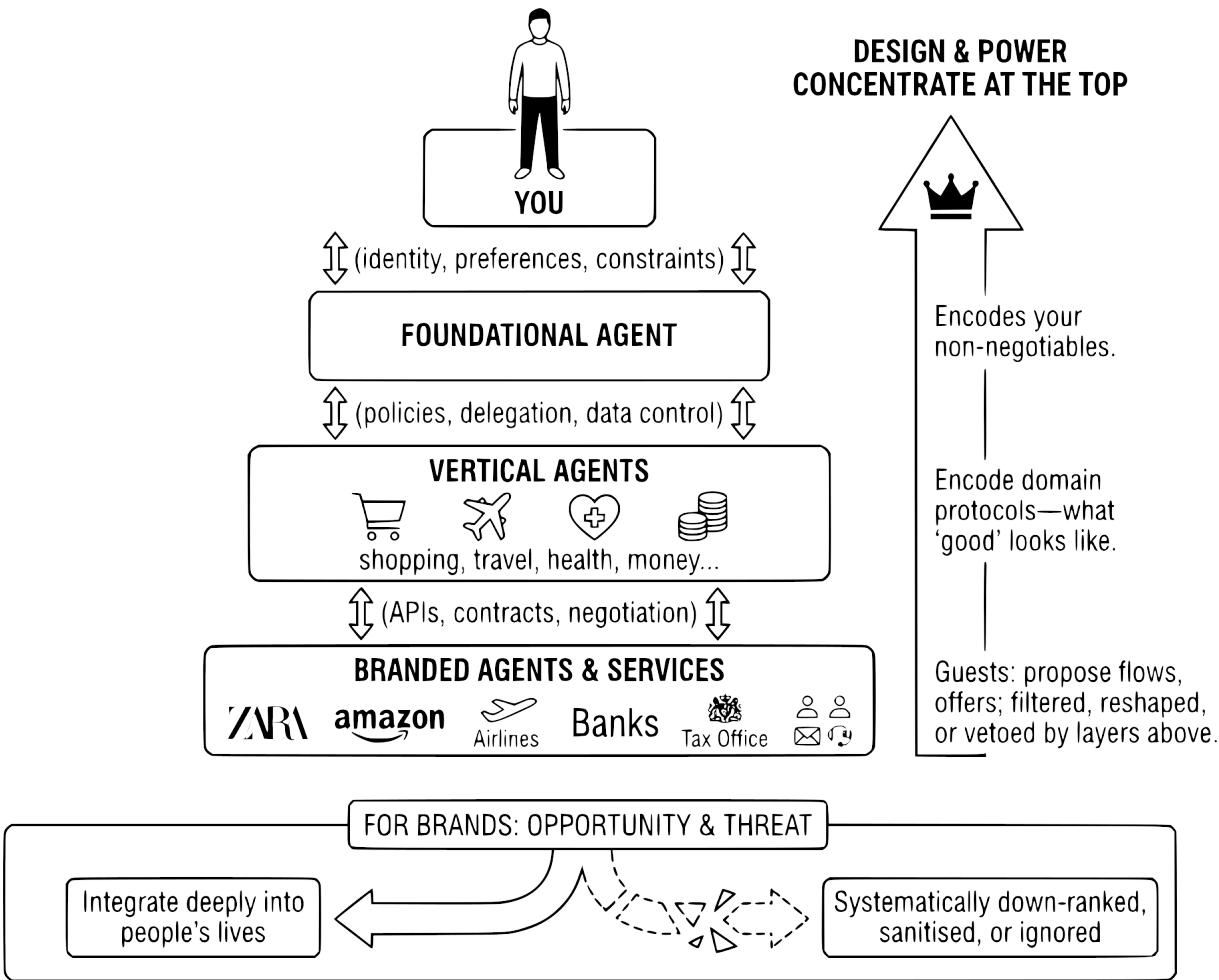 DESIGN & POWER
CONCENTRATE AT THE TOP
YOU
(identity, preferences, constraints)
FOUNDATIONAL AGENT
Encodes your
non-negotiables.
(policies, delegation, data control)
VERTICAL AGENTS
shopping, travel, health, money...
Encode domain
protocols—what
‘good’ looks like.
(APIs, contracts, negotiation)
BRANDED AGENTS & SERVICES
ZARA
amazon
Airlines
Banks
Tax Office
Guests: propose flows,
offers; filtered, reshaped,
or vetoed by layers above.
FOR BRANDS: OPPORTUNITY & THREAT
Integrate deeply into
people’s lives
Systematically down-ranked,
sanitised, or ignored